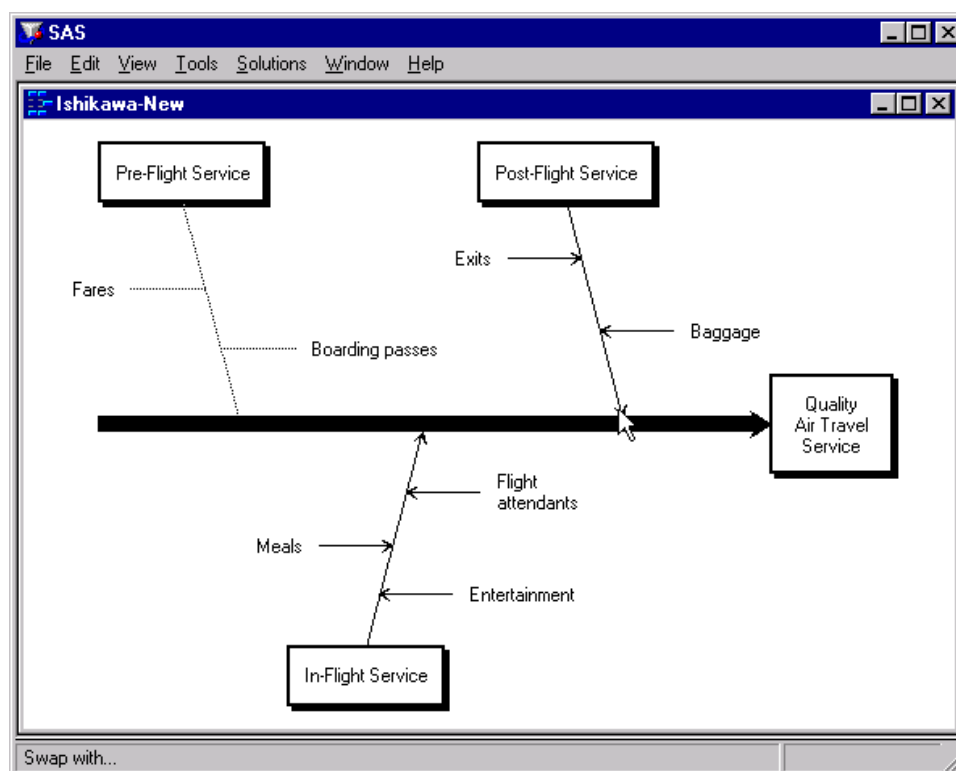 SAS
File Edit View Tools Solutions Window Help
Ishikawa-New
Pre-Flight Service
Post-Flight Service
Exits
Fares
Baggage
Boarding passes
Quality
Air Travel
Service
Flight
attendants
Meals
Entertainment
In-Flight Service
Swap with...